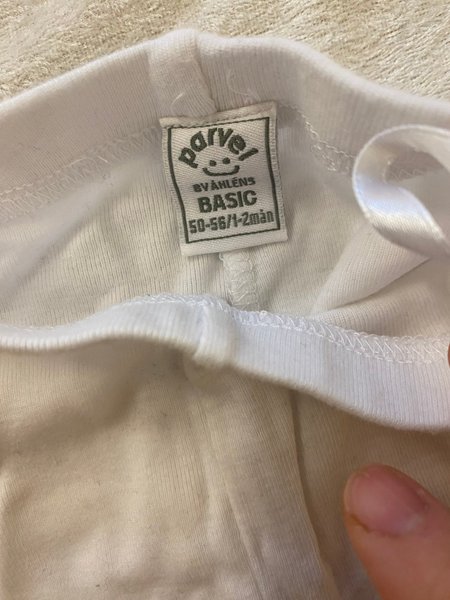 parvel
BY ÅHLÉNS
BASIC
50-56/1-2mån